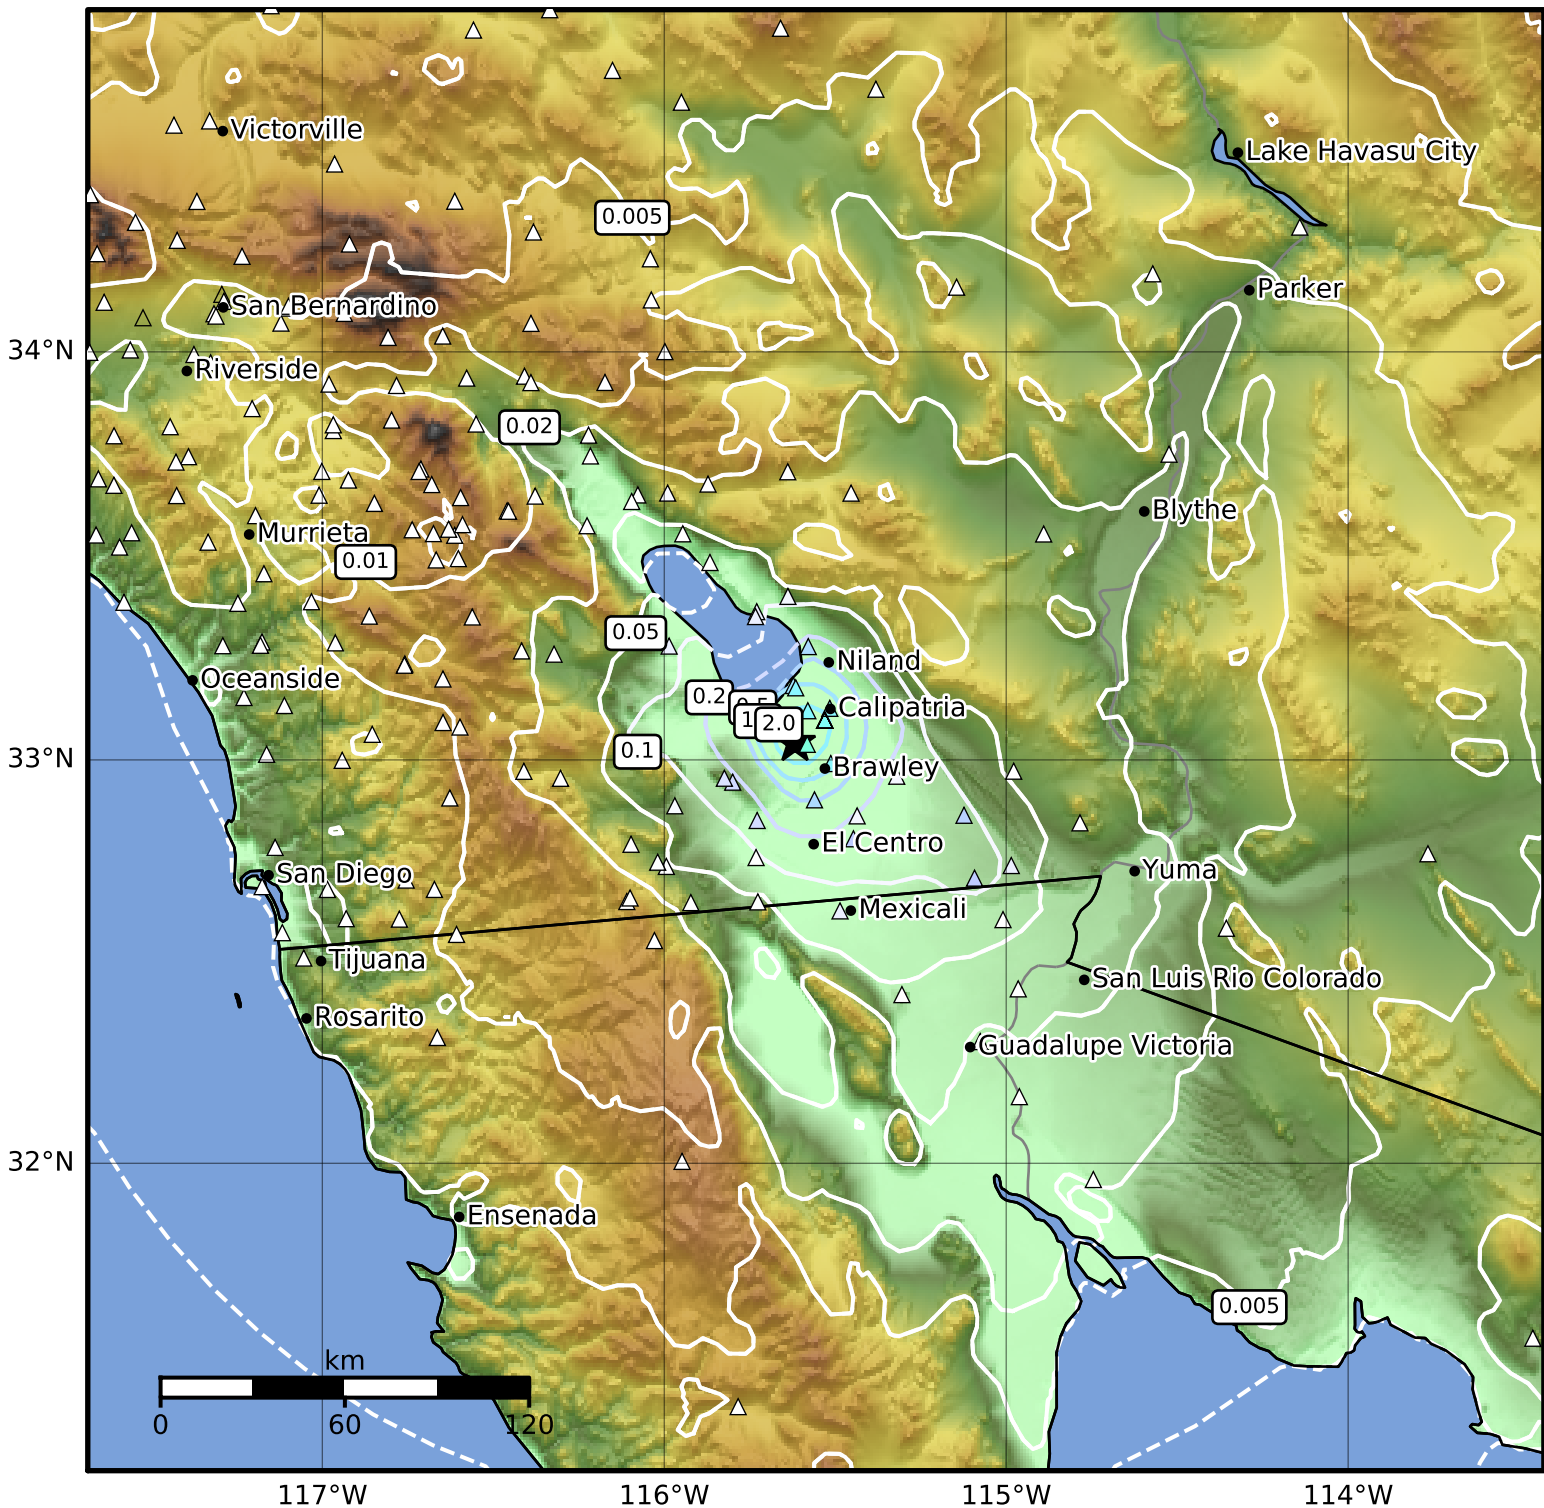 Victorville
Lake Havasu City
0.005
Parker
San Bernardino
34°N
Riverside
0.02
Blythe
Murrieta
0.01
0.05
Niland
Oceanside
0.2
Calipatria
2.0
0.1
33°N
Brawley
El Centro
San Diego
Yuma
Mexicali
Tijuana
San Luis Rio Colorado
Rosarito
Guadalupe Victoria
32°N
Ensenada
0.005
km
0 60 120
117°W 116°W 115°W 114°W